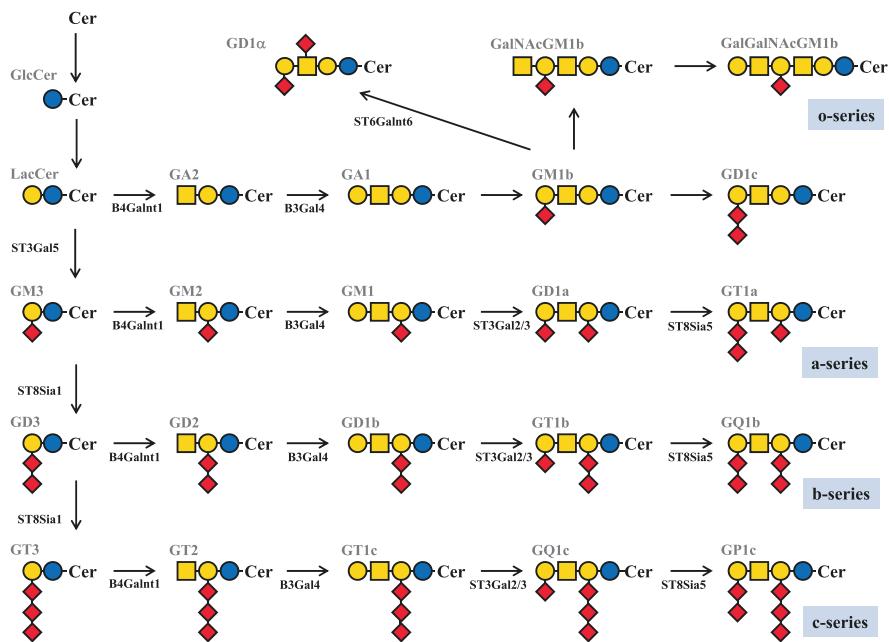 Cer
GlcCer
Cer
GD1α
Cer
GalNAcGM1b
Cer
GalGalNAcGM1b
Cer
ST6Galnt6
o-series
LacCer
Cer
B4Galnt1
GA2
Cer
B3Gal4
GA1
Cer
GM1b
Cer
GD1c
Cer
ST3Gal5
GM3
Cer
B4Galnt1
GM2
Cer
B3Gal4
GM1
Cer
ST3Gal2/3
GD1a
Cer
ST8Sia5
GT1a
Cer
a-series
ST8Sia1
GD3
Cer
B4Galnt1
GD2
Cer
B3Gal4
GD1b
Cer
ST3Gal2/3
GT1b
Cer
ST8Sia5
GQ1b
Cer
b-series
ST8Sia1
GT3
Cer
B4Galnt1
GT2
Cer
B3Gal4
GT1c
Cer
ST3Gal2/3
GQ1c
Cer
ST8Sia5
GP1c
Cer
c-series